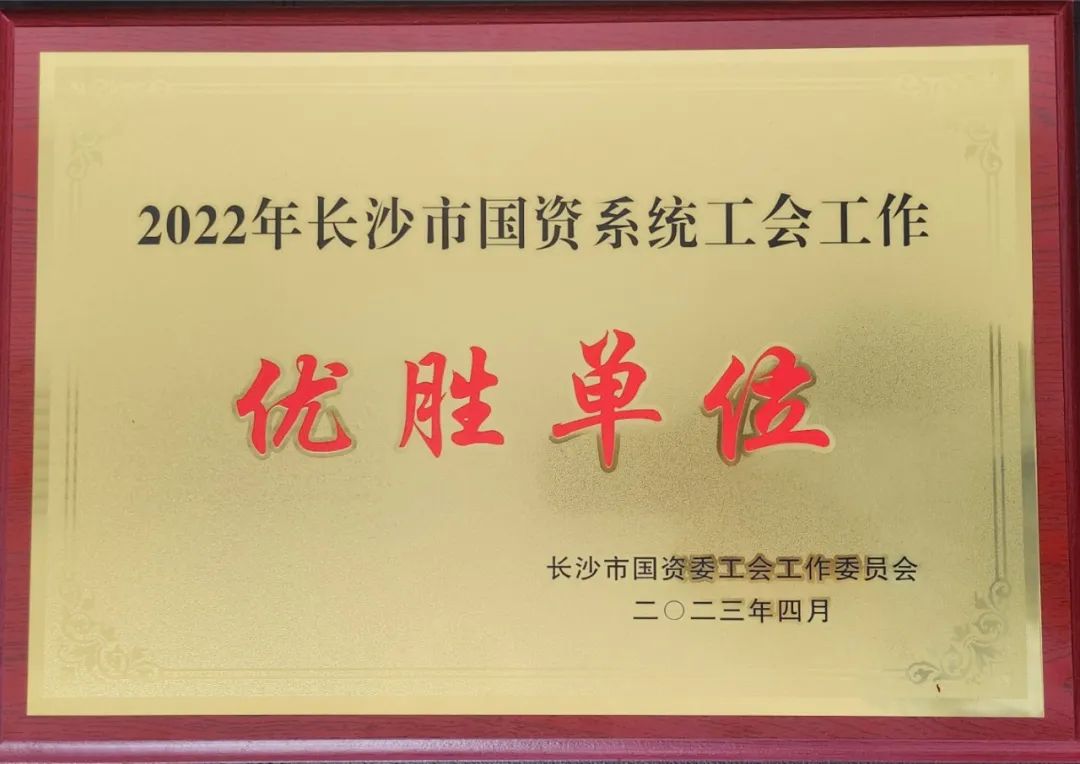 2022年长沙市国资系统工会工作
优胜单位
长沙市国资委工会工作委员会
二〇二三年四月